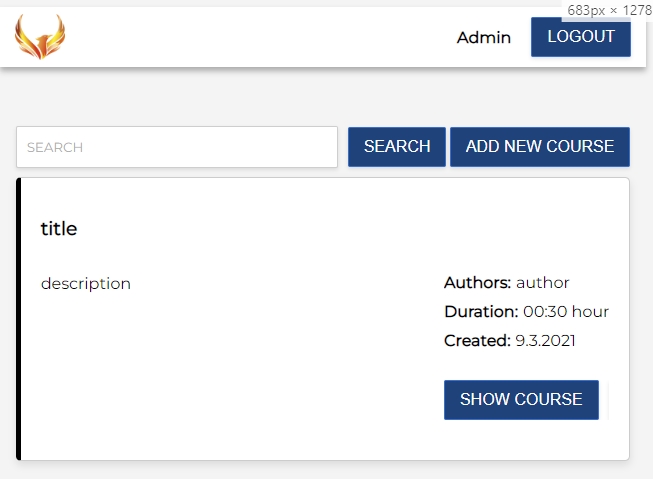 683px × 1278
Admin LOGOUT
SEARCH SEARCH ADD NEW COURSE
title
description
Authors: author
Duration: 00:30 hour
Created: 9.3.2021
SHOW COURSE